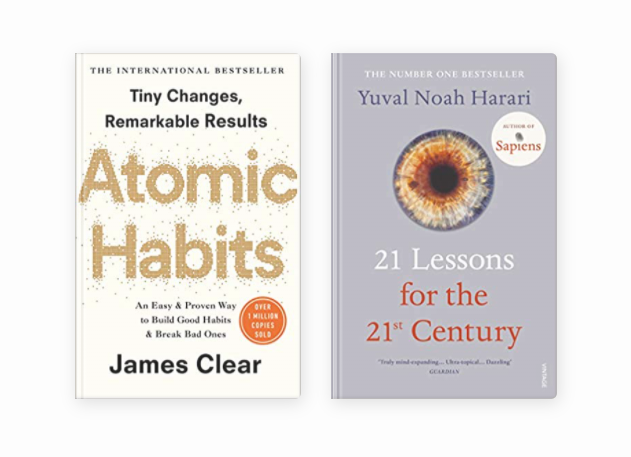 THE INTERNATIONAL BESTSELLER
Tiny Changes,
Remarkable Results
Atomic
Habits
An Easy & Proven Way
to Build Good Habits
& Break Bad Ones
OVER
1 MILLION
COPIES
SOLD
James Clear
THE NUMBER ONE BESTSELLER
Yuval Noah Harari
AUTHOR OF
Sapiens
21 Lessons
for the
21st Century
'Truly mind-expanding... Ultra-topical... Dazzling'
GUARDIAN
VINTAGE